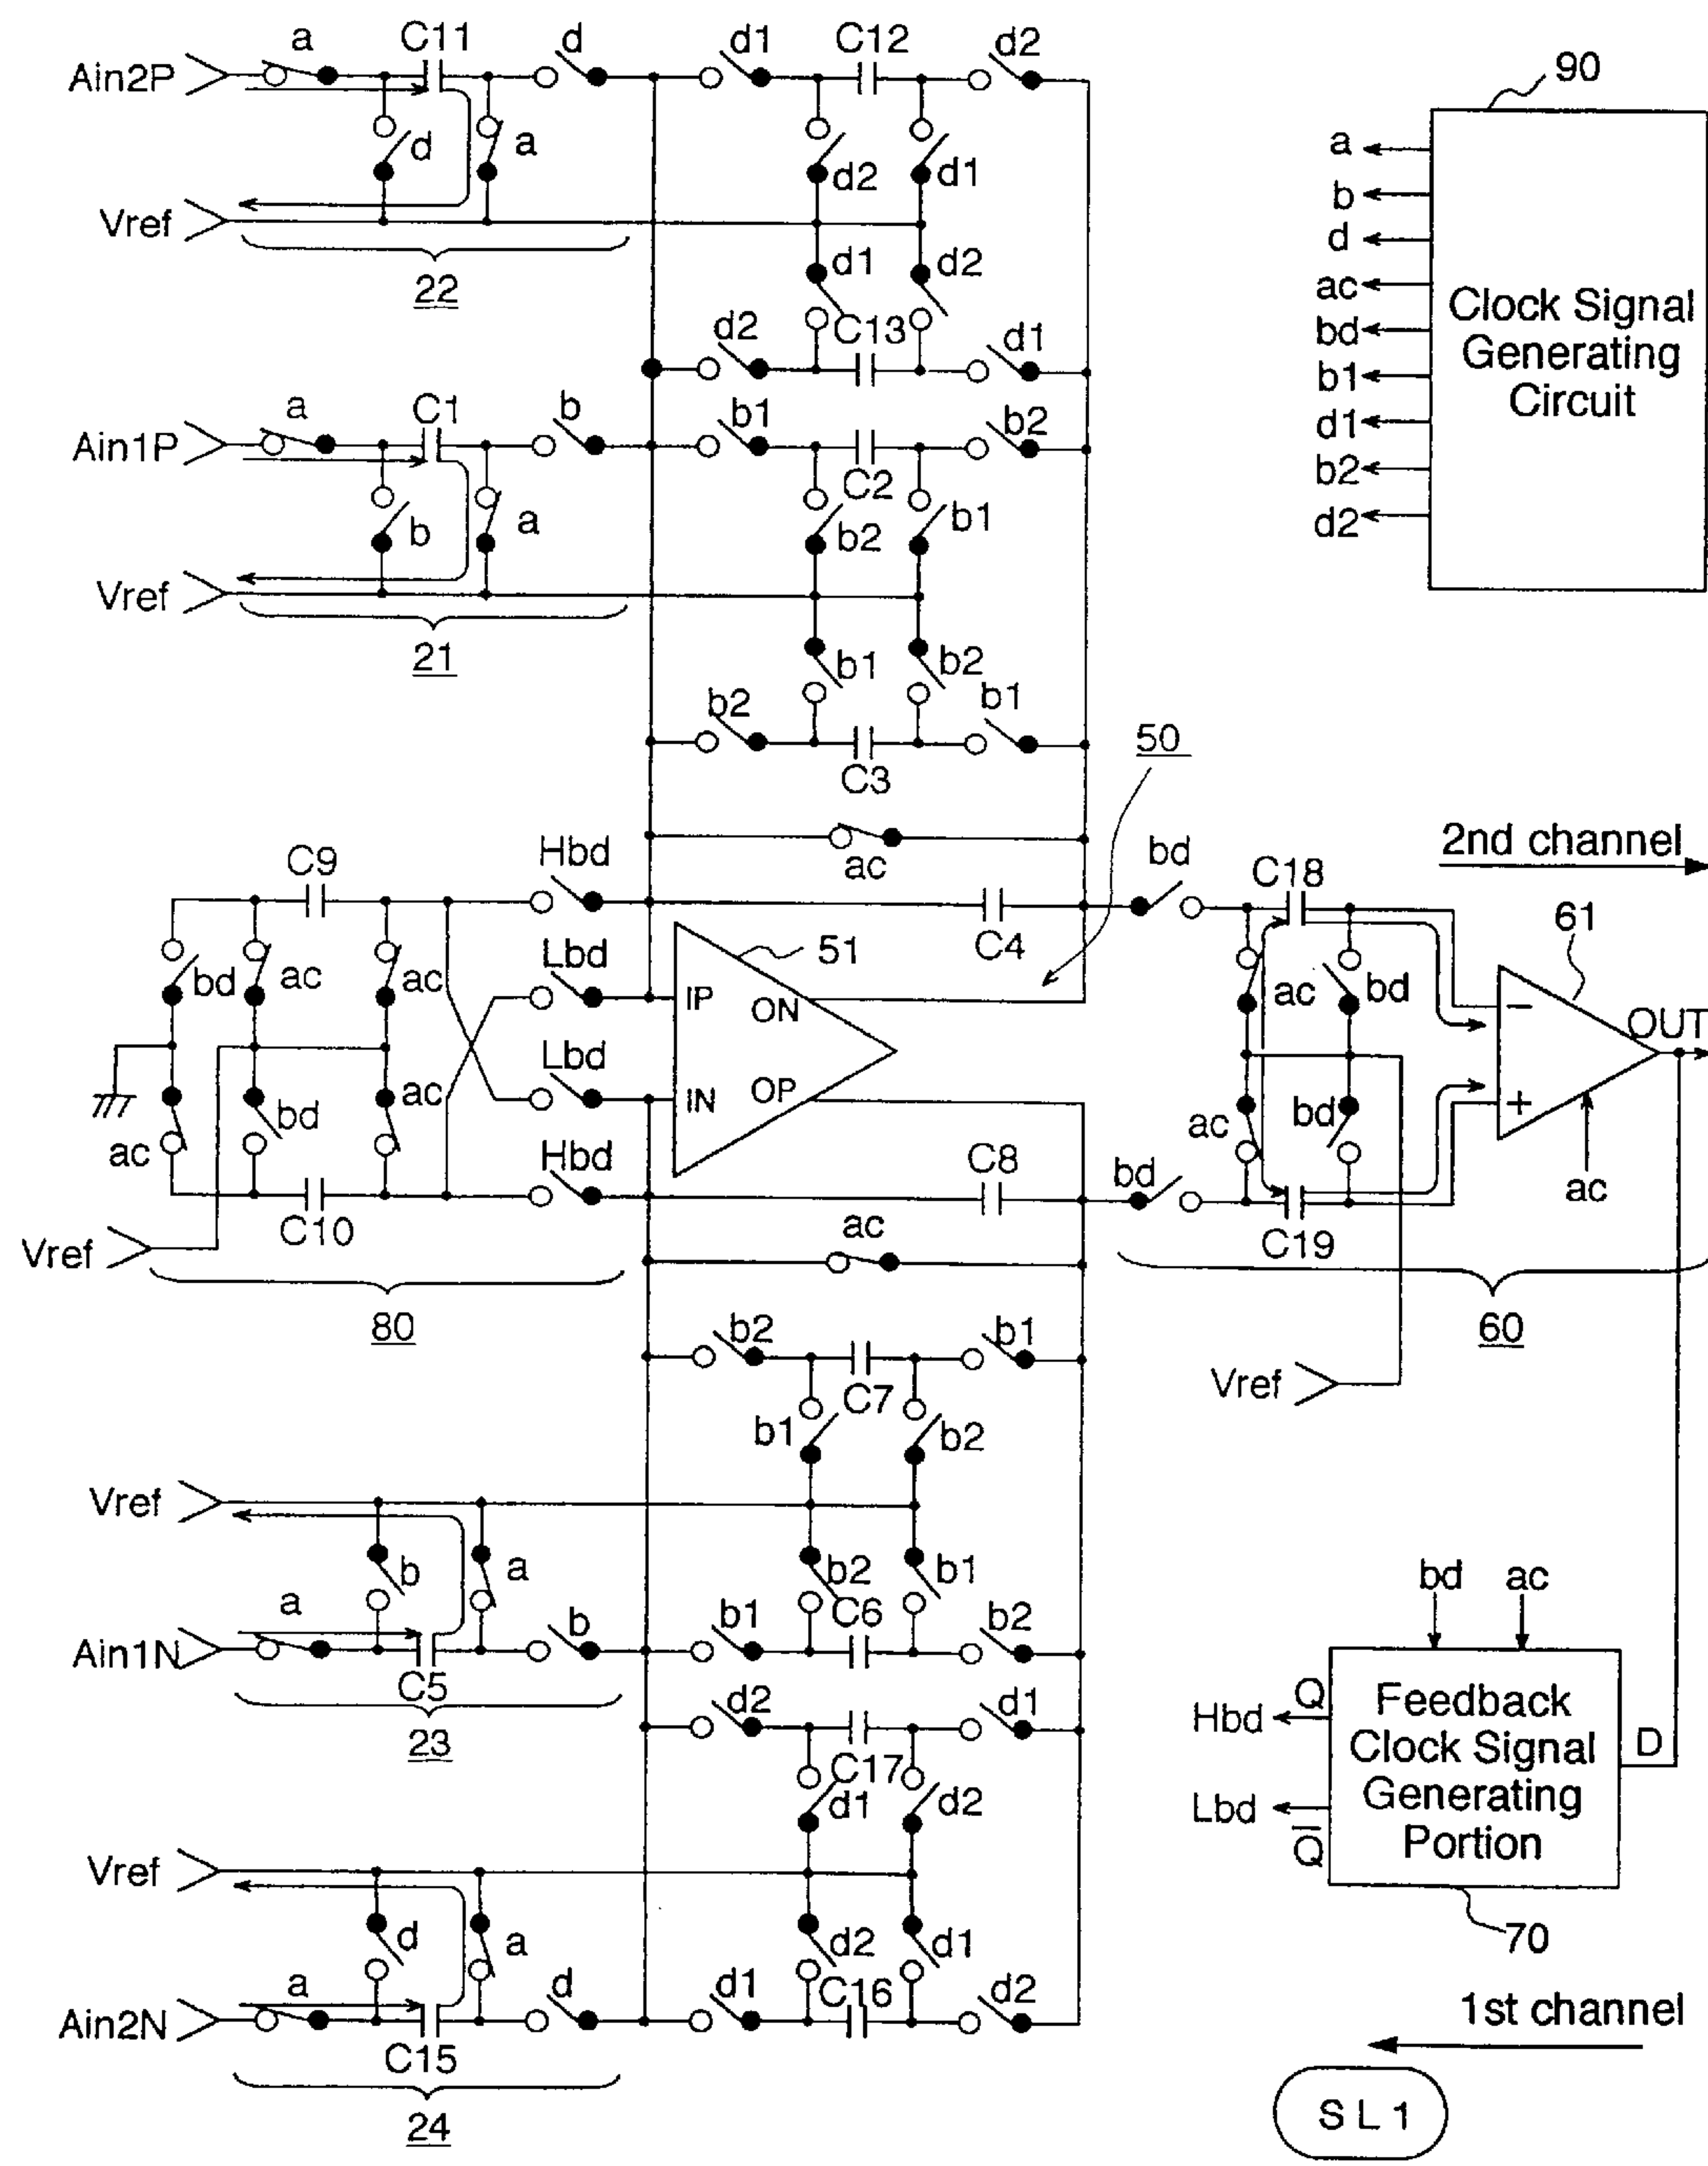 a C11 d d1 C12 d2
Ain2P
d a d2 d1
Vref
22
d1 d2
d2 C13 d1
a C1 b b1 b2
Ain1P
C2
b a b2 b1
Vref
21
b1 b2
b2 b1
C3
50
90
a
b
d
ac
bd
b1
d1
b2
d2
Clock Signal
Generating
Circuit
ac
C9 Hbd
C4
bd ac ac Lbd
IP ON
51
Lbd
IN OP
ac bd ac
Hbd C8
C10
Vref
80
ac
2nd channel
bd C18
61
ac bd
−
OUT
+
ac bd
bd
ac
C19
60
Vref
b2 b1
C7
b1 b2
Vref
b a
b2 b1
a b b1 C6 b2
Ain1N
C5
23
d2 d1
C17
d1 d2
Vref
d a
d2 d1
a d d1 C16 d2
Ain2N
C15
24
bd ac
Hbd Q
Lbd
Q
Feedback
Clock Signal
Generating
Portion
D
70
1st channel
SL1